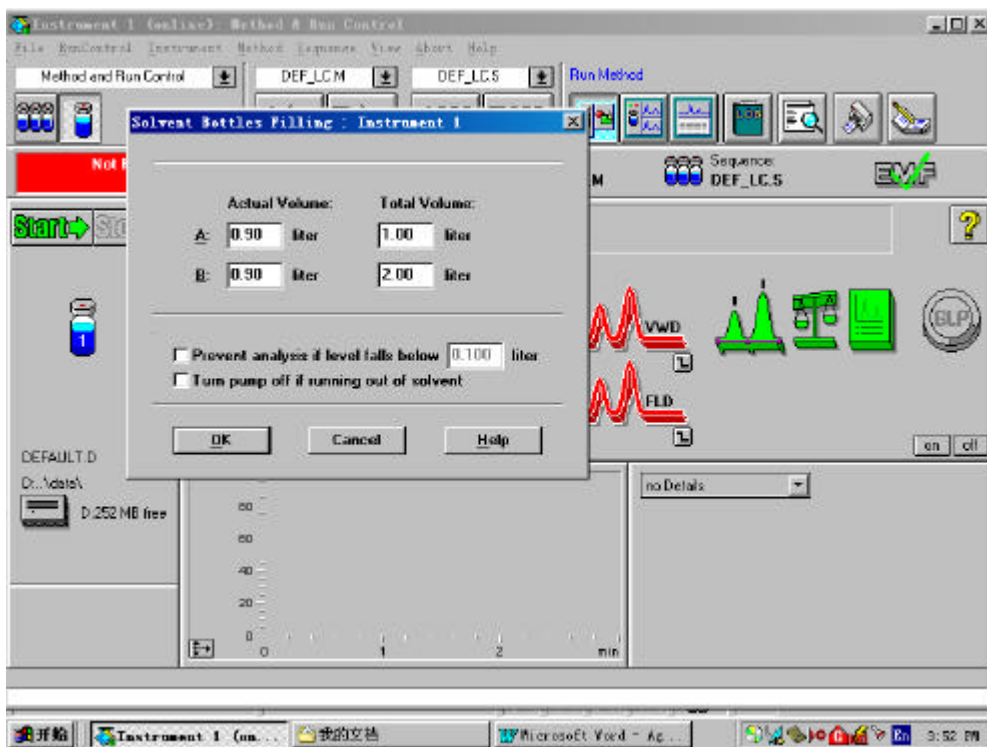 Instrument 1 (online): Method & Run Control
File RunControl Instrument Method Sequence View Abort Help
Method and Run Control
DEF_LC.M
DEF_LC.S
Run Method
LOG
Solvent Bottles Filling : Instrument 1
Not
M
Sequence:
DEF_LC.S
EMF
Start
?
Actual Volume:
Total Volume:
A: 0.90 liter 1.00 liter
B: 0.90 liter 2.00 liter
Prevent analysis if level falls below 0.100 liter
Turn pump off if running out of solvent
OK Cancel Help
1
VWD
FLD
GLP
on off
DEFAULT.D
D:..\data\
D:252 MB free
no Details
80
60
40
20
0
0 1 2 min
开始
Instrument 1 (on...
我的文档
Microsoft Word - Ag...
En
3:52 PM